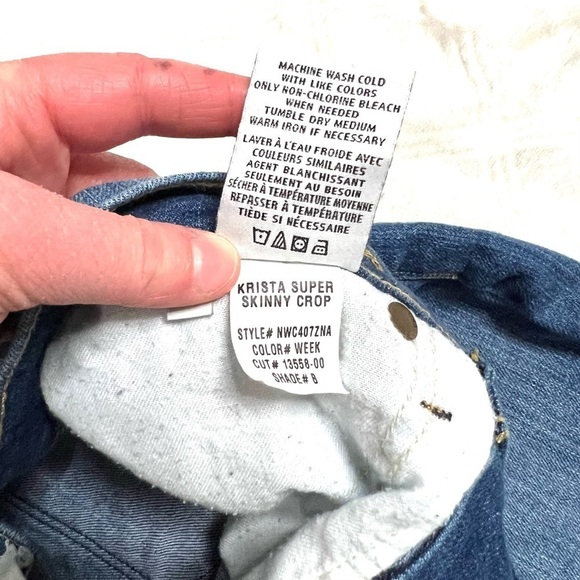 MACHINE WASH COLD
WITH LIKE COLORS
ONLY NON-CHLORINE BLEACH
WHEN NEEDED
TUMBLE DRY MEDIUM
WARM IRON IF NECESSARY
LAVER À L'EAU FROIDE AVEC
COULEURS SIMILAIRES
AGENT BLANCHISSANT
SEULEMENT AU BESOIN
SÉCHER À TEMPÉRATURE MOYENNE
REPASSER À TEMPÉRATURE
TIÈDE SI NÉCESSAIRE
KRISTA SUPER
SKINNY CROP
STYLE# NWC407ZNA
COLOR# WEEK
CUT# 13558-00
SHADE# B